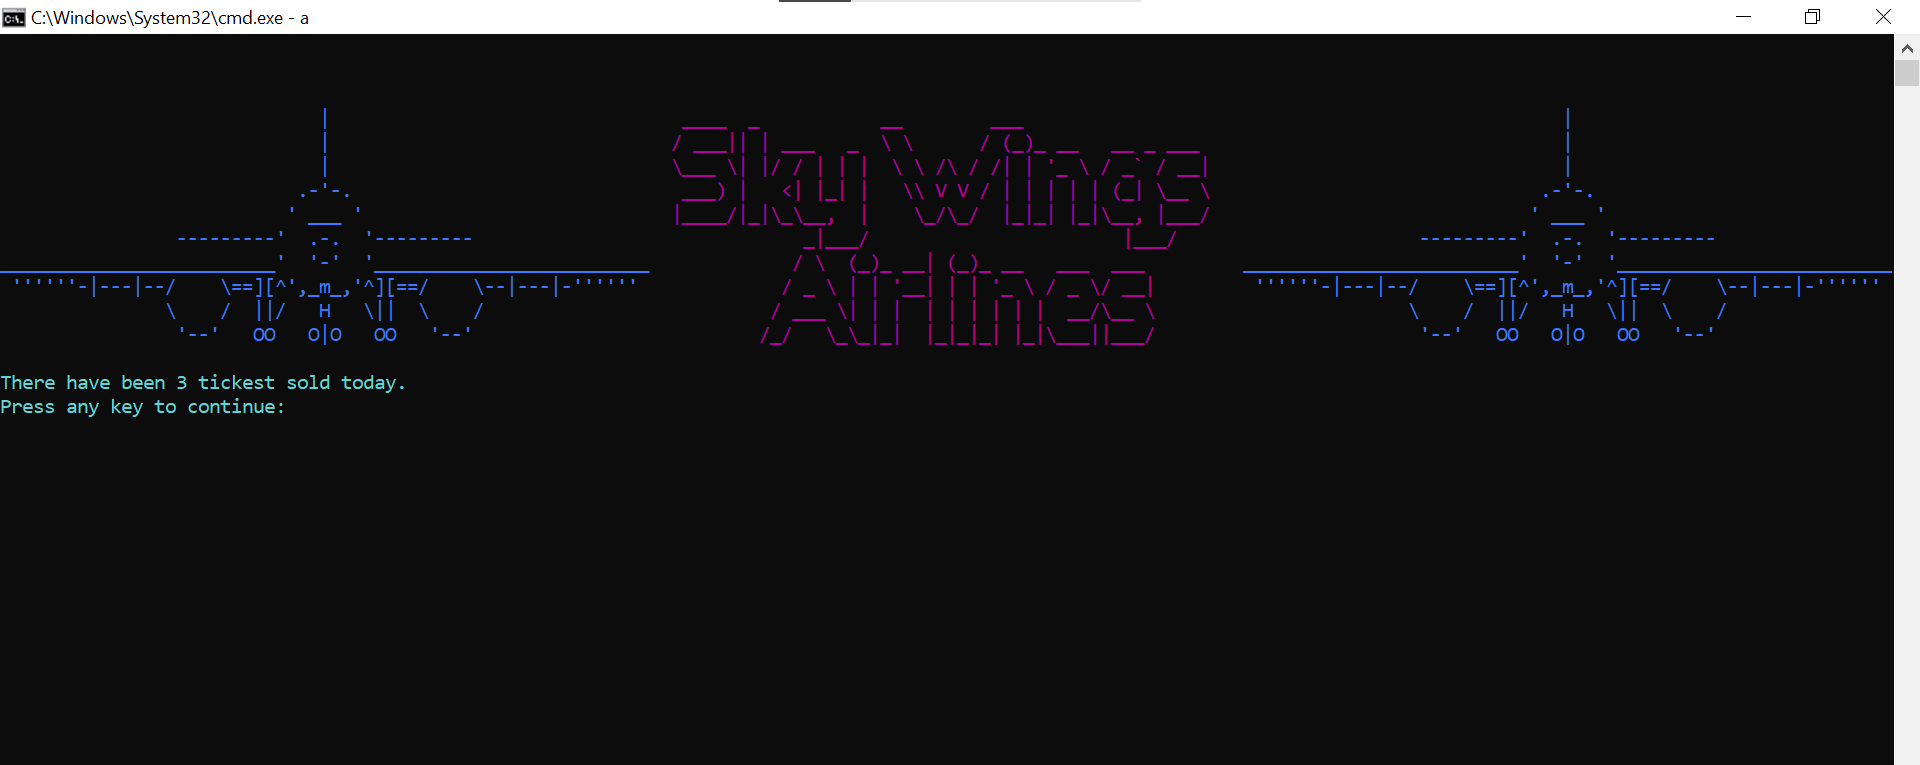 C:\Windows\System32\cmd.exe - a
Sky Wings
Airlines
There have been 3 tickest sold today.
Press any key to continue: